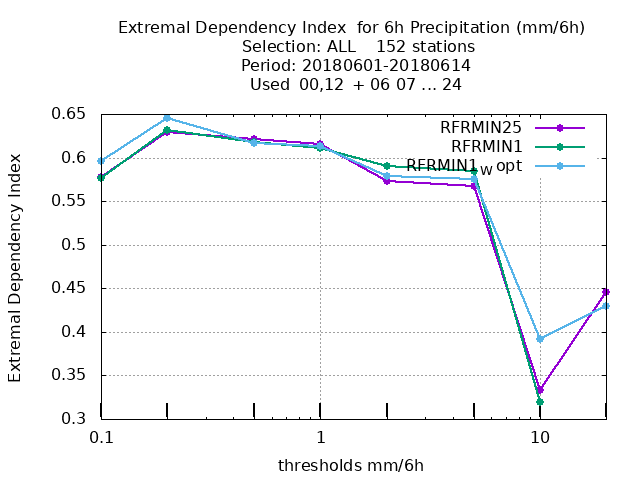 Extremal Dependency Index  for 6h Precipitation (mm/6h)
Selection: ALL    152 stations
Period: 20180601-20180614
Used  00,12  + 06 07 ... 24
RFRMIN25
RFRMIN1
RFRMIN1wopt
Extremal Dependency Index
0.65
0.6
0.55
0.5
0.45
0.4
0.35
0.3
0.1
1
10
thresholds mm/6h